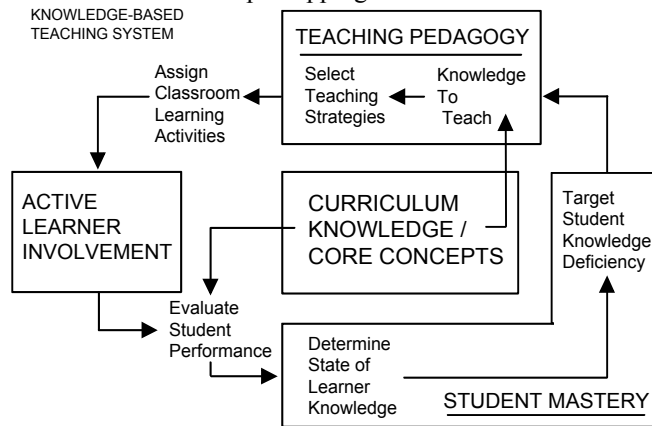 KNOWLEDGE-BASED
TEACHING SYSTEM
TEACHING PEDAGOGY
Select
Teaching
Strategies
Knowledge
To
Teach
Assign
Classroom
Learning
Activities
ACTIVE
LEARNER
INVOLVEMENT
CURRICULUM
KNOWLEDGE /
CORE CONCEPTS
Target
Student
Knowledge
Deficiency
Evaluate
Student
Performance
Determine
State of
Learner
Knowledge
STUDENT MASTERY